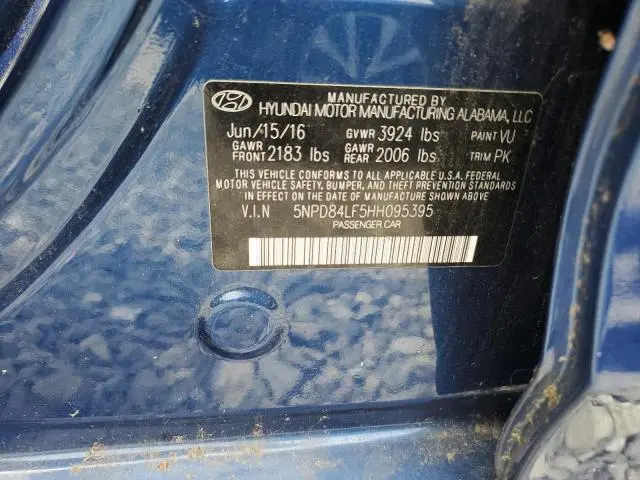 MANUFACTURED BY
HYUNDAI MOTOR MANUFACTURING ALABAMA, LLC
Jun/15/16 GVWR 3924 lbs PAINT VU
GAWR FRONT 2183 lbs GAWR REAR 2006 lbs TRIM PK
THIS VEHICLE CONFORMS TO ALL APPLICABLE U.S.A. FEDERAL
MOTOR VEHICLE SAFETY, BUMPER, AND THEFT PREVENTION STANDARDS
IN EFFECT ON THE DATE OF MANUFACTURE SHOWN ABOVE.
V.I.N 5NPD84LF5HH095395
PASSENGER CAR